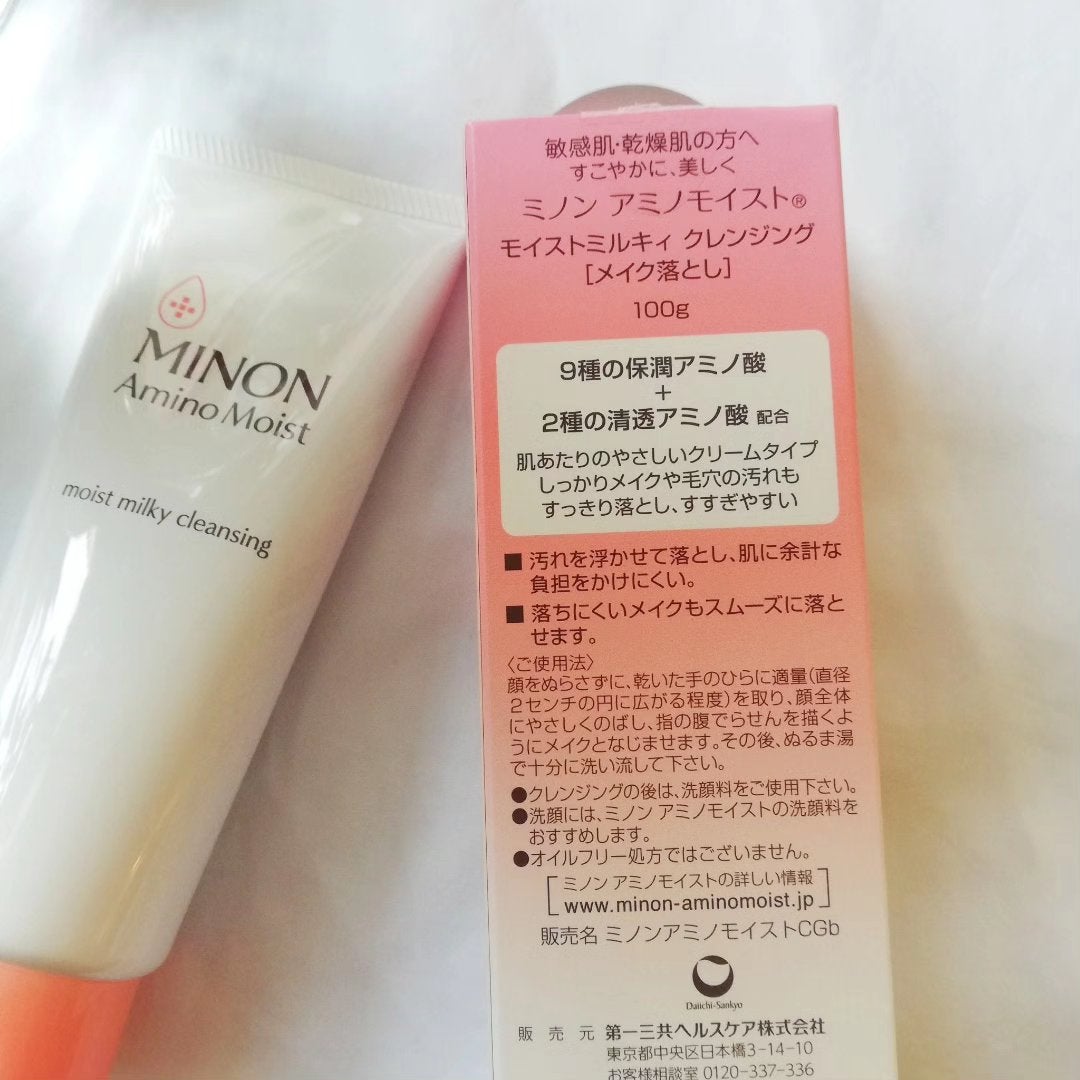 MINON
Amino Moist
moist milky cleansing
敏感肌・乾燥肌の方へ
すこやかに、美しく
ミノン アミノモイスト®
モイストミルキィ クレンジング
[メイク落とし]
100g
9種の保潤アミノ酸
+
2種の清透アミノ酸 配合
肌あたりのやさしいクリームタイプ
しっかりメイクや毛穴の汚れも
すっきり落とし、すすぎやすい
■ 汚れを浮かせて落とし、肌に余計な
負担をかけにくい。
■ 落ちにくいメイクもスムーズに落と
せます。
〈ご使用法〉
顔をぬらさずに、乾いた手のひらに適量(直径
2センチの円に広がる程度)を取り、顔全体
にやさしくのばし、指の腹でらせんを描くよ
うにメイクとなじませます。その後、ぬるま湯
で十分に洗い流して下さい。
●クレンジングの後は、洗顔料をご使用下さい。
●洗顔には、ミノン アミノモイストの洗顔料を
おすすめします。
●オイルフリー処方ではございません。
ミノン アミノモイストの詳しい情報
www.minon-aminomoist.jp
販売名 ミノンアミノモイストCGb
Daiichi-Sankyo
販売元 第一三共ヘルスケア株式会社
東京都中央区日本橋3-14-10
お客様相談室 0120-337-336